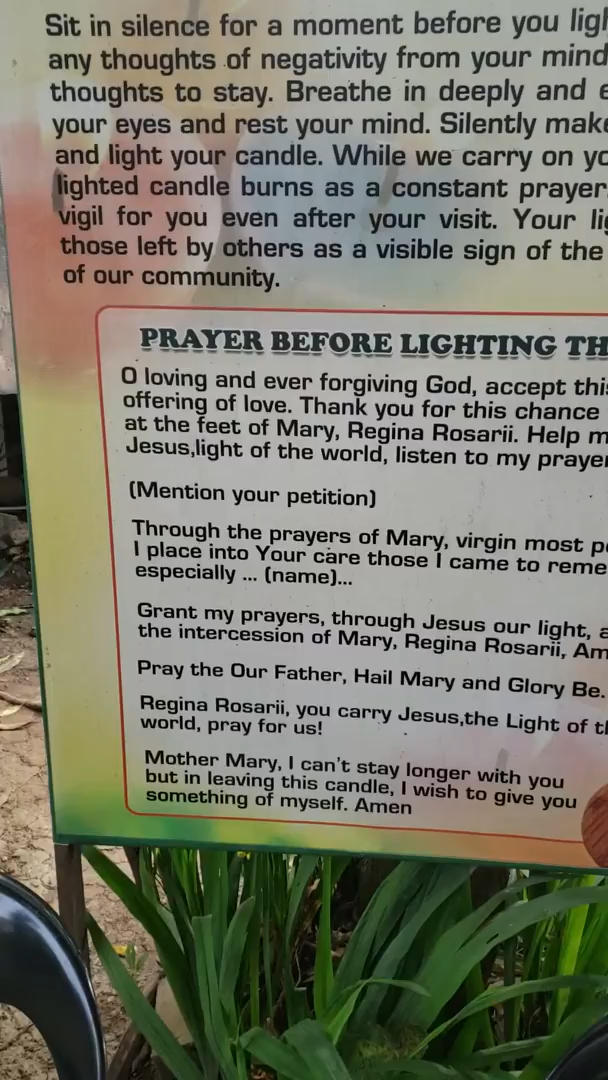 Sit in silence for a moment before you
any thoughts of negativity from your mind
thoughts to stay. Breathe in deeply and
your eyes and rest your mind. Silently make
and light your candle. While we carry on
lighted candle burns as a constant prayer
vigil for you even after your visit. Your
those left by others as a visible sign of the
of our community.
PRAYER BEFORE LIGHTING
O loving and ever forgiving God, accept this
offering of love. Thank you for this chance
at the feet of Mary, Regina Rosarii. Help
Jesus,light of the world, listen to my prayer
(Mention your petition)
Through the prayers of Mary, virgin most
I place into Your care those I came to
especially ... (name)...
Grant my prayers, through Jesus our light,
the intercession of Mary, Regina Rosarii,
Pray the Our Father, Hail Mary and Glory Be.
Regina Rosarii, you carry Jesus,the Light of
world, pray for us!
Mother Mary, I can't stay longer with you
but in leaving this candle, I wish to give you
something of myself. Amen